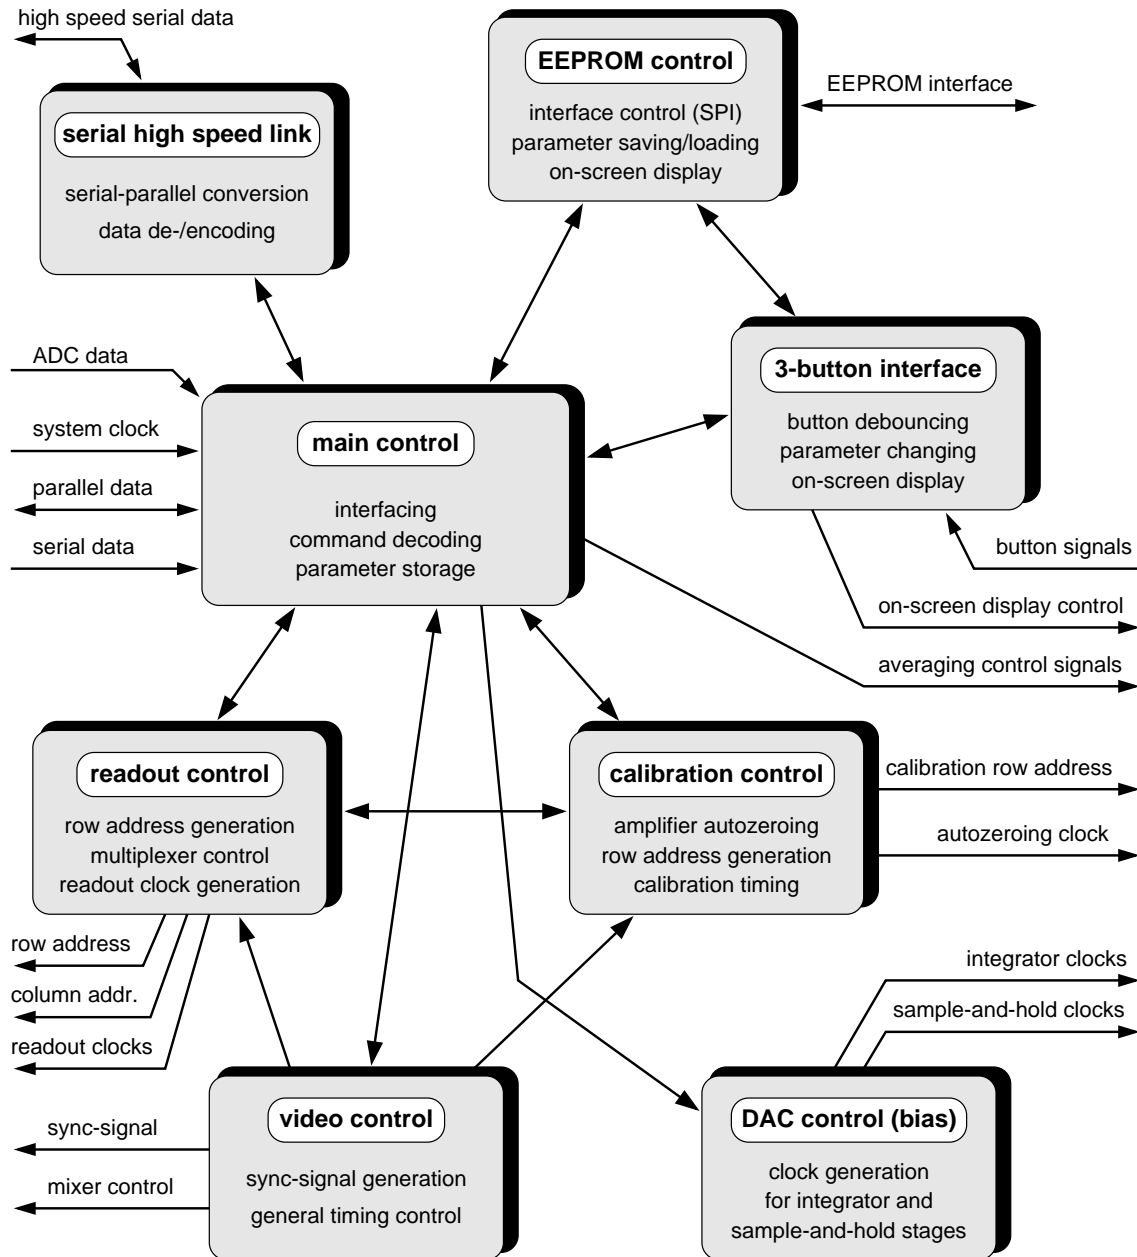 high speed serial data
EEPROM control
interface control (SPI)
parameter saving/loading
on-screen display
EEPROM interface
serial high speed link
serial-parallel conversion
data de-/encoding
ADC data
system clock
parallel data
serial data
main control
interfacing
command decoding
parameter storage
3-button interface
button debouncing
parameter changing
on-screen display
button signals
on-screen display control
averaging control signals
readout control
row address generation
multiplexer control
readout clock generation
calibration control
amplifier autozeroing
row address generation
calibration timing
calibration row address
autozeroing clock
row address
column addr.
readout clocks
integrator clocks
sample-and-hold clocks
video control
sync-signal generation
general timing control
sync-signal
mixer control
DAC control (bias)
clock generation
for integrator and
sample-and-hold stages